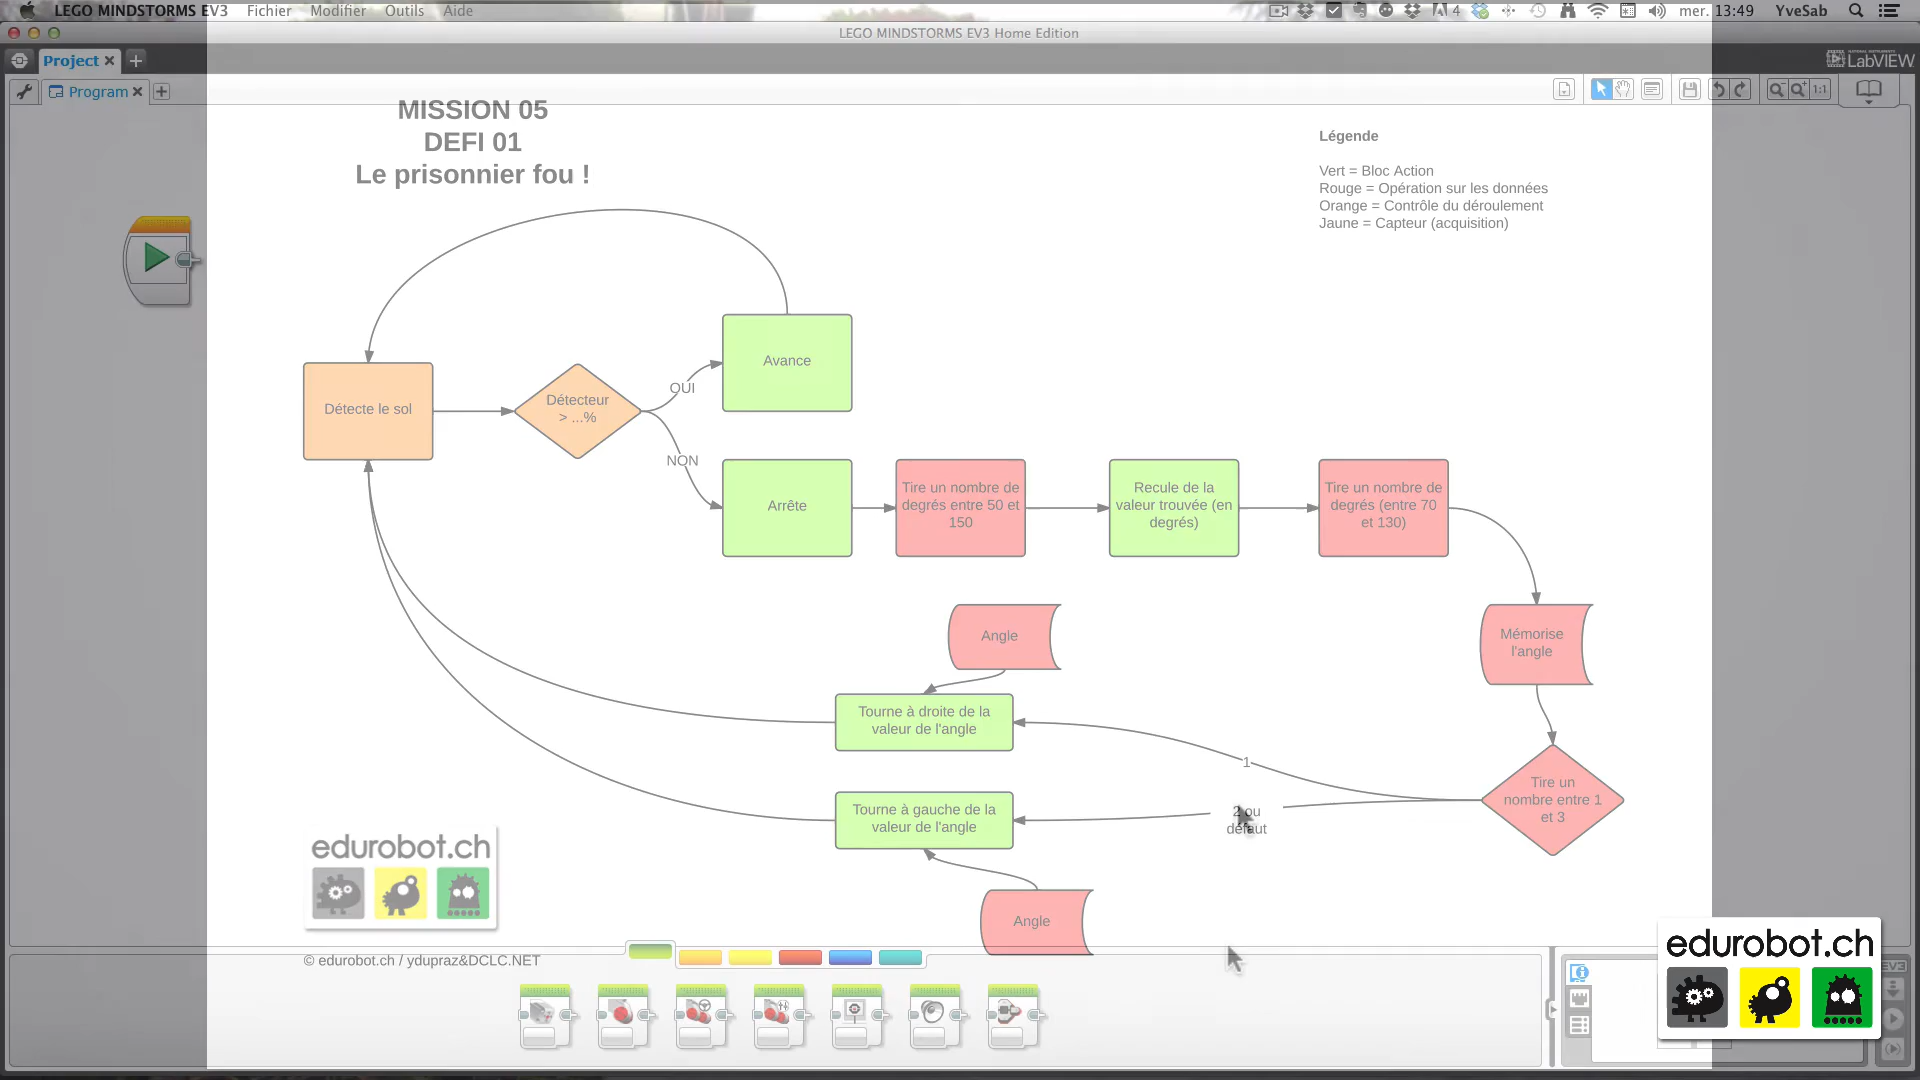 LEGO MINDSTORMS EV3 Fichier Modifier Outils Aide
4 mer. 13:49 YveSab
LEGO MINDSTORMS EV3 Home Edition
Project
LabVIEW
Program
1:1
MISSION 05
DEFI 01
Le prisonnier fou !
Légende
Vert = Bloc Action
Rouge = Opération sur les données
Orange = Contrôle du déroulement
Jaune = Capteur (acquisition)
Avance
OUI
Détecte le sol
Détecteur
> ...%
NON
Arrête
Tire un nombre de
degrés entre 50 et
150
Recule de la
valeur trouvée (en
degrés)
Tire un nombre de
degrés (entre 70
et 130)
Angle
Mémorise
l'angle
Tourne à droite de la
valeur de l'angle
1
Tire un
nombre entre 1
et 3
Tourne à gauche de la
valeur de l'angle
2 ou
défaut
Angle
edurobot.ch
© edurobot.ch / ydupraz&DCLC.NET
edurobot.ch
EV3